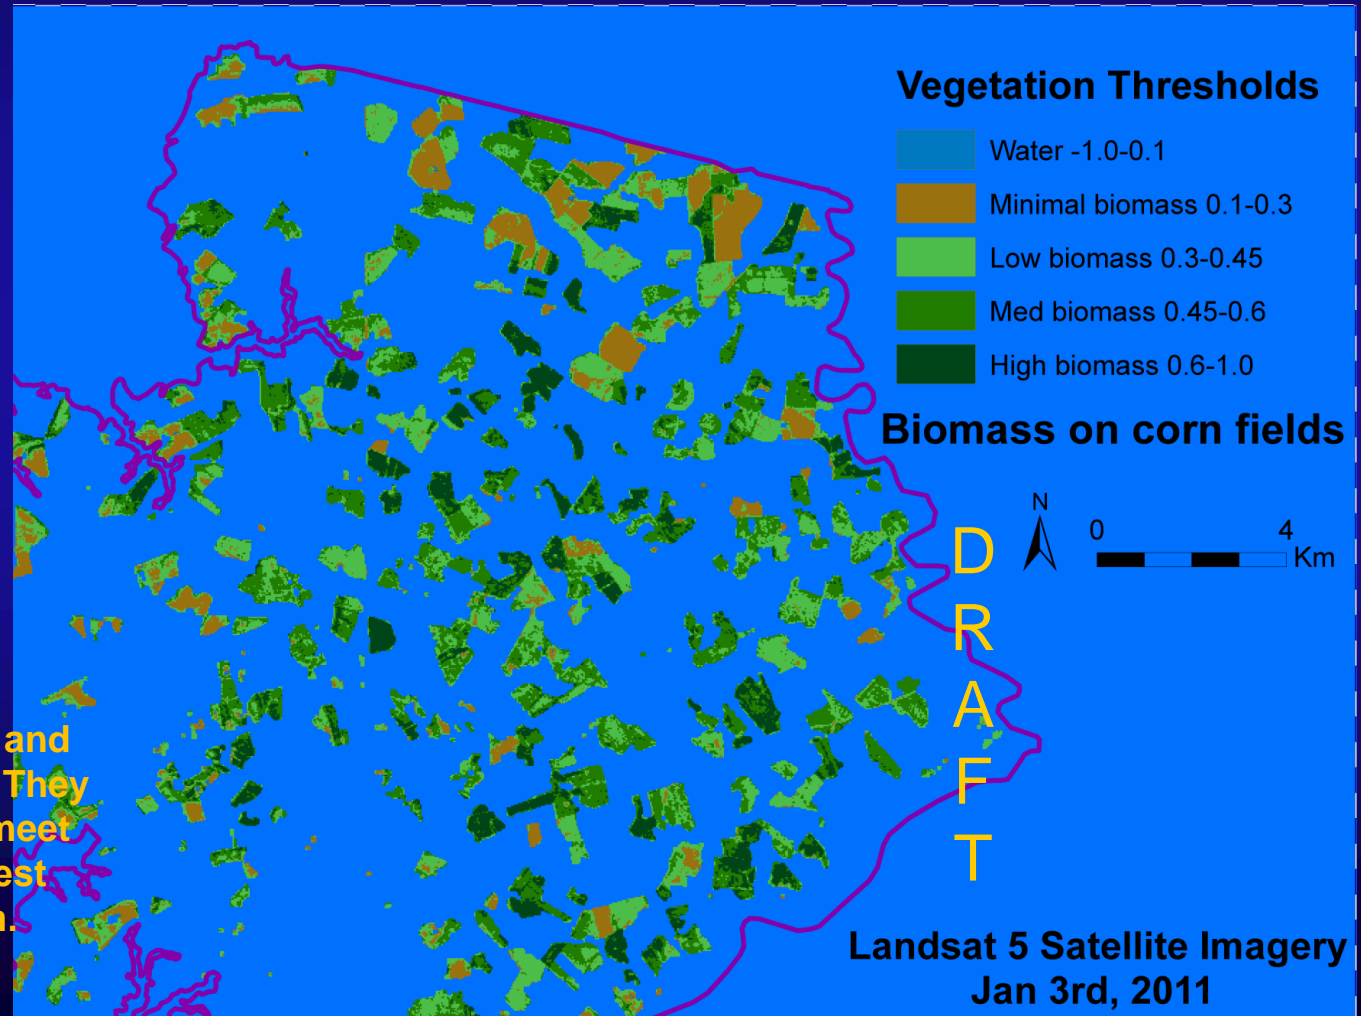 Vegetation Thresholds
Water -1.0-0.1
Minimal biomass 0.1-0.3
Low biomass 0.3-0.45
Med biomass 0.45-0.6
High biomass 0.6-1.0
Biomass on corn fields
N
0 4
Km
D
R
A
F
T
and
They
meet
est
n.
Landsat 5 Satellite Imagery
Jan 3rd, 2011